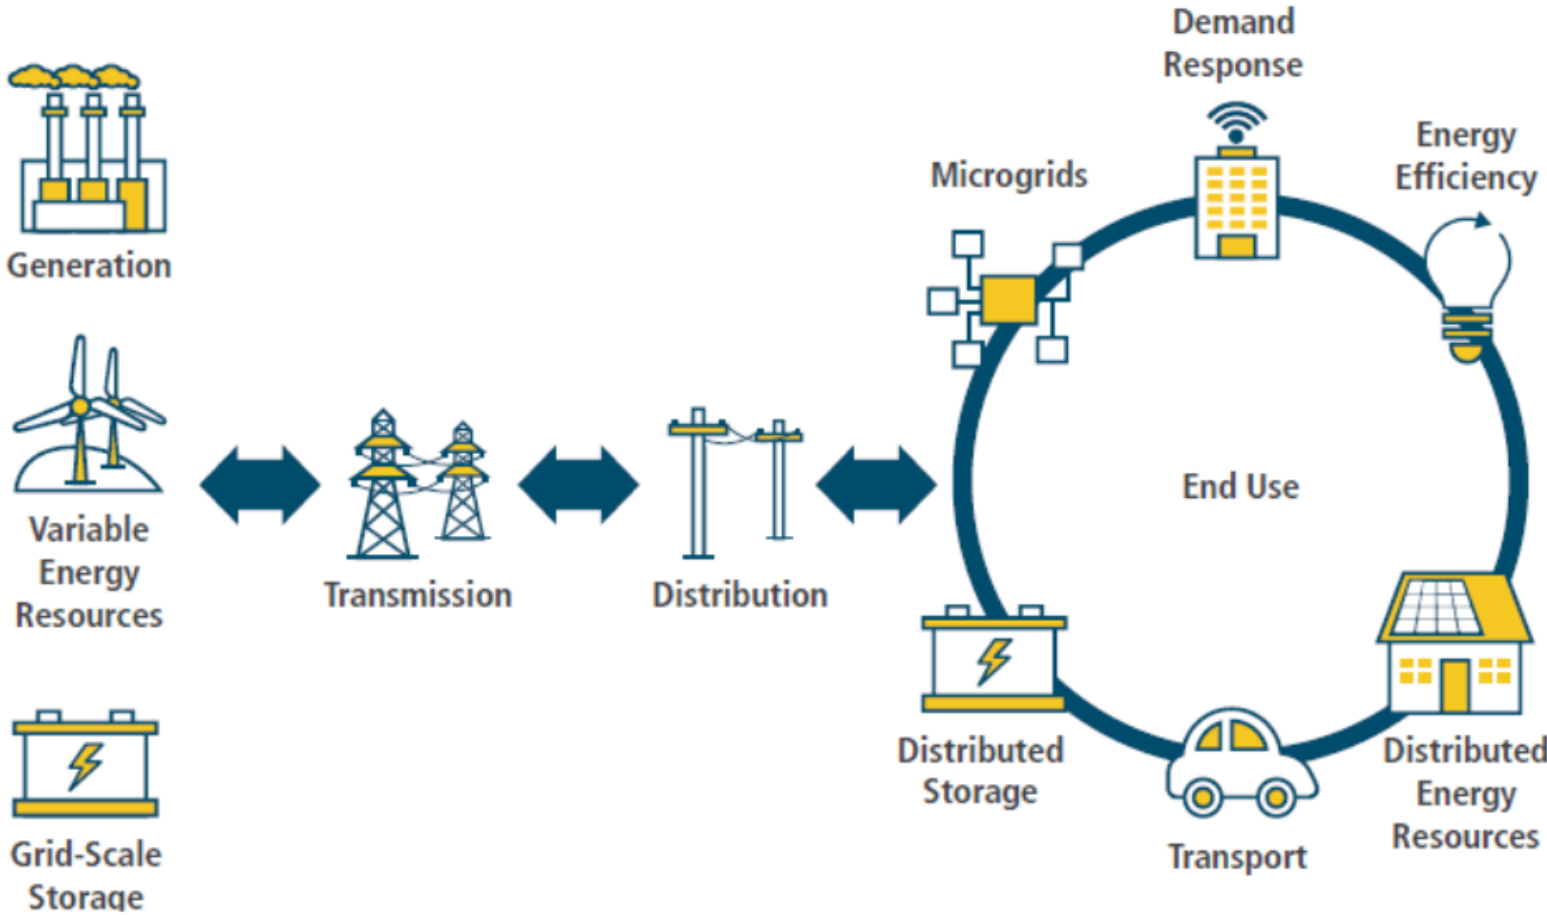 Generation
Variable
Energy
Resources
Grid-Scale
Storage
Transmission
Distribution
Demand
Response
Energy
Efficiency
Microgrids
End Use
Distributed
Storage
Transport
Distributed
Energy
Resources